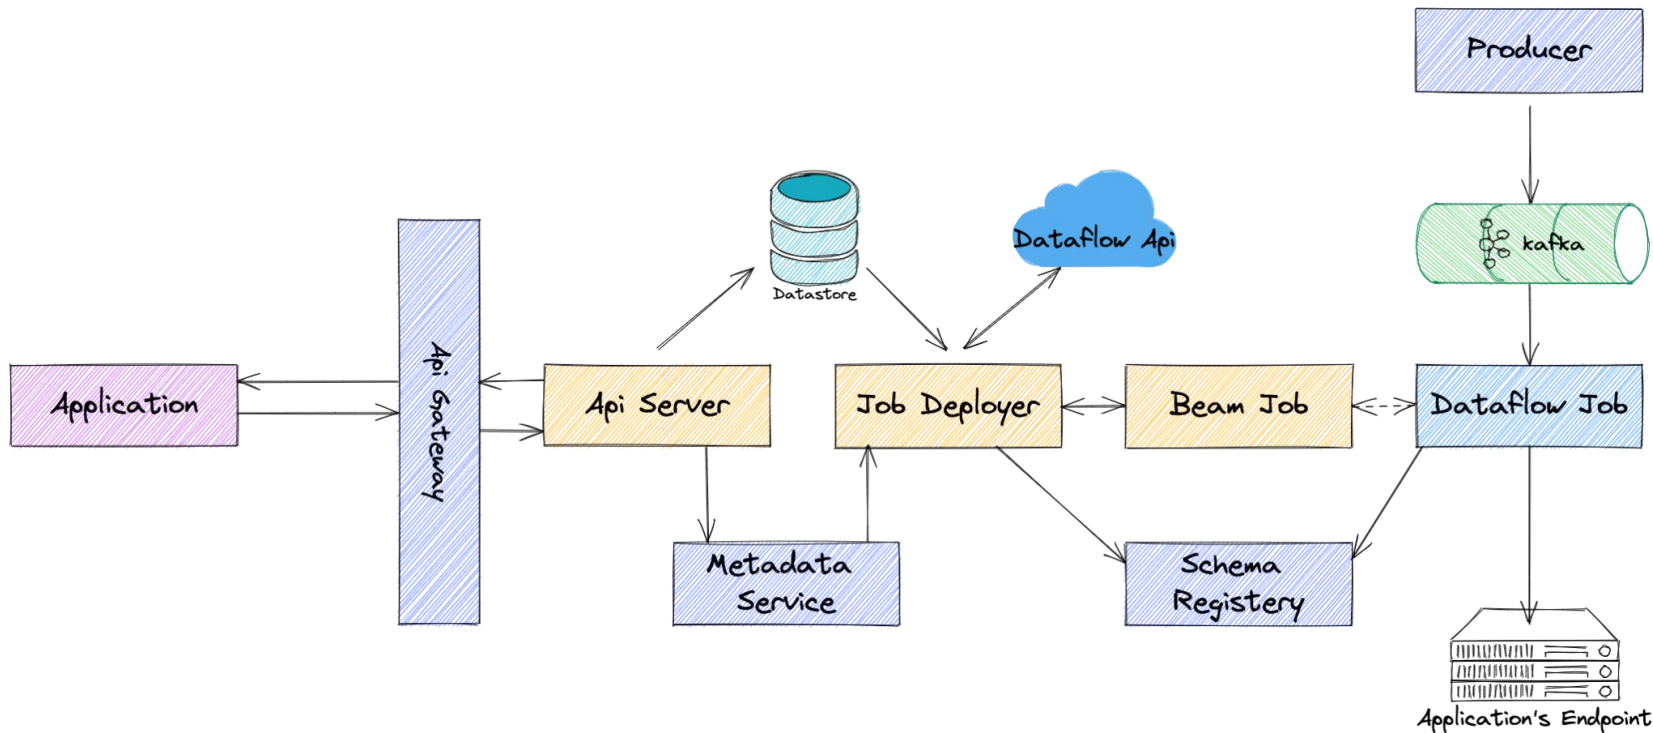 Producer
kafka
Dataflow Api
Datastore
Application
Api Gateway
Api Server
Job Deployer
Beam Job
Dataflow Job
Metadata
Service
Schema
Registery
Application's Endpoint